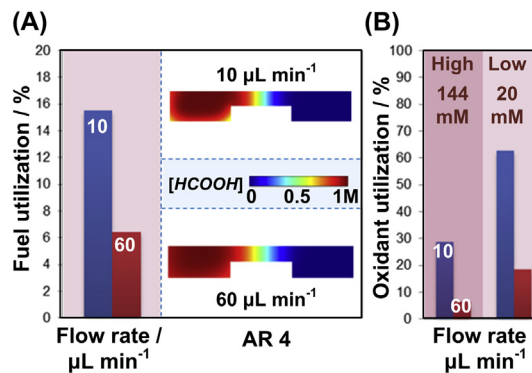 (A)
Fuel utilization / %
20
18
16
14
12
10
8
6
4
2
0
10
60
Flow rate /
µL min-1
10 µL min-1
[HCOOH]
0 0.5 1M
60 µL min-1
AR 4
(B)
Oxidant utilization / %
100
90
80
70
60
50
40
30
20
10
0
High Low
144 20
mM mM
10
60
Flow rate
µL min-1